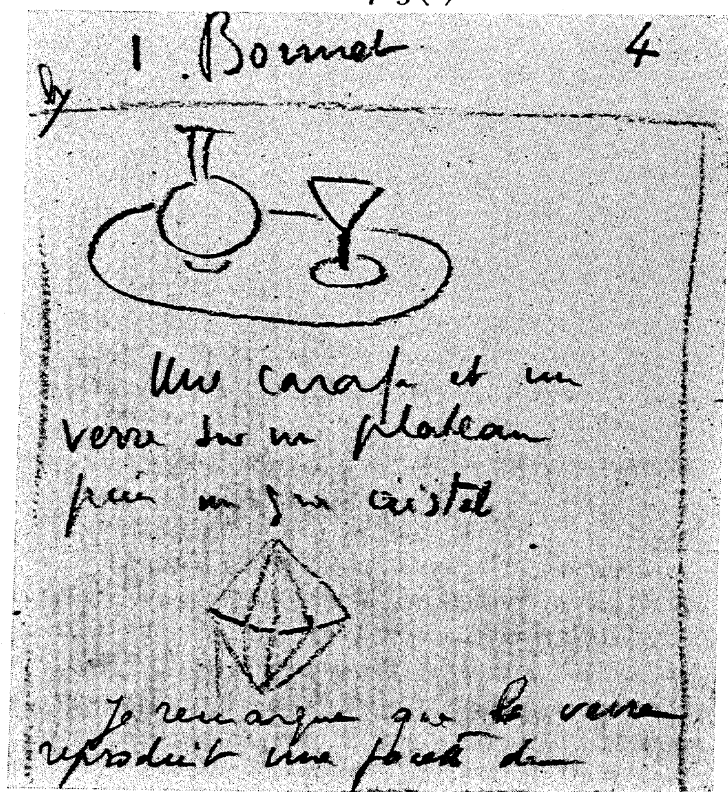 1. Bonnet 4
by
Une carafe et un
verre sur un plateau
puis un gros cristal
Je remarque que le verre
reproduit une facette du